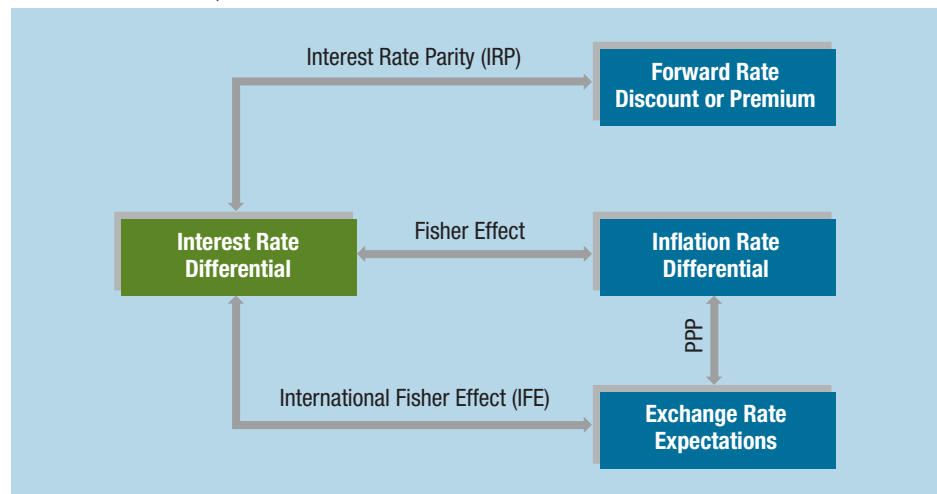 Interest Rate Parity (IRP)
Forward Rate
Discount or Premium
Interest Rate
Differential
Fisher Effect
Inflation Rate
Differential
PPP
International Fisher Effect (IFE)
Exchange Rate
Expectations